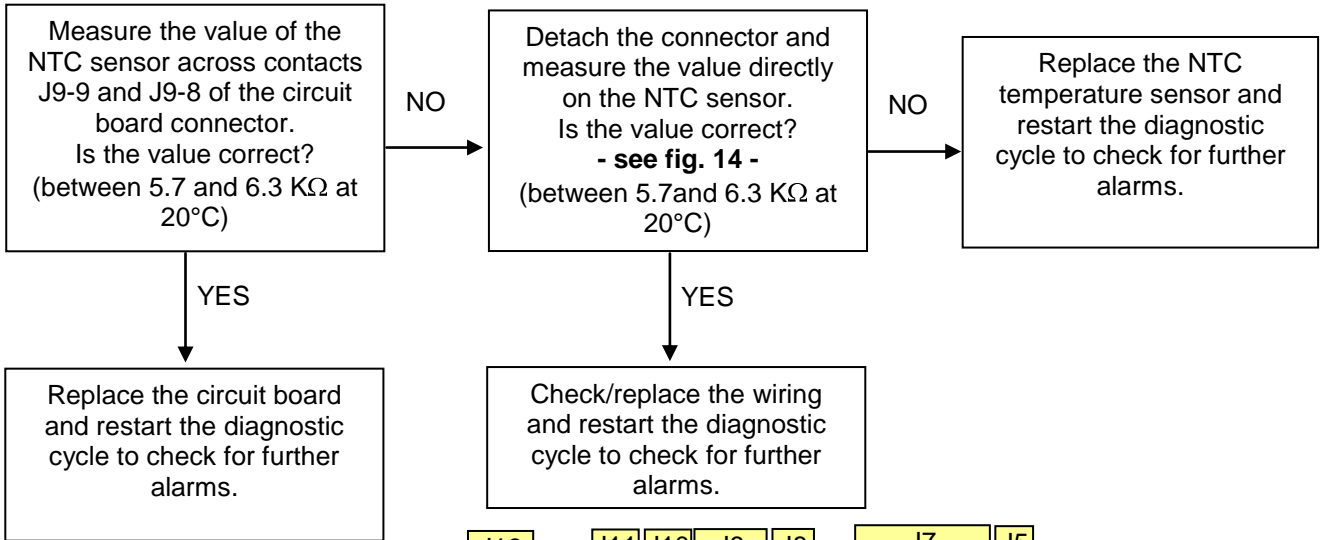 Measure the value of the
NTC sensor across contacts
J9-9 and J9-8 of the circuit
board connector.
Is the value correct?
(between 5.7 and 6.3 KΩ at
20°C)
NO
Detach the connector and
measure the value directly
on the NTC sensor.
Is the value correct?
- see fig. 14 -
(between 5.7and 6.3 KΩ at
20°C)
NO
Replace the NTC
temperature sensor and
restart the diagnostic
cycle to check for further
alarms.
YES
YES
Replace the circuit board
and restart the diagnostic
cycle to check for further
alarms.
Check/replace the wiring
and restart the diagnostic
cycle to check for further
alarms.
J7
J5